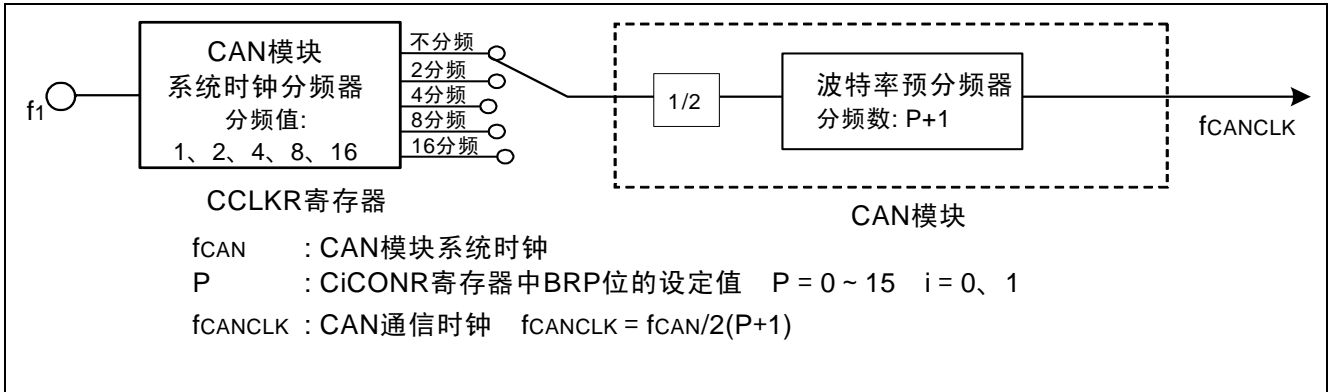 CAN模块
系统时钟分频器
分频值:
1、2、4、8、16
f1
不分频
2分频
4分频
8分频
16分频
CCLKR寄存器
1/2
波特率预分频器
分频数: P+1
fCANCLK
CAN模块
fCAN : CAN模块系统时钟
P : CiCONR寄存器中BRP位的设定值 P = 0 ~ 15 i = 0、1
fCANCLK : CAN通信时钟 fCANCLK = fCAN/2(P+1)